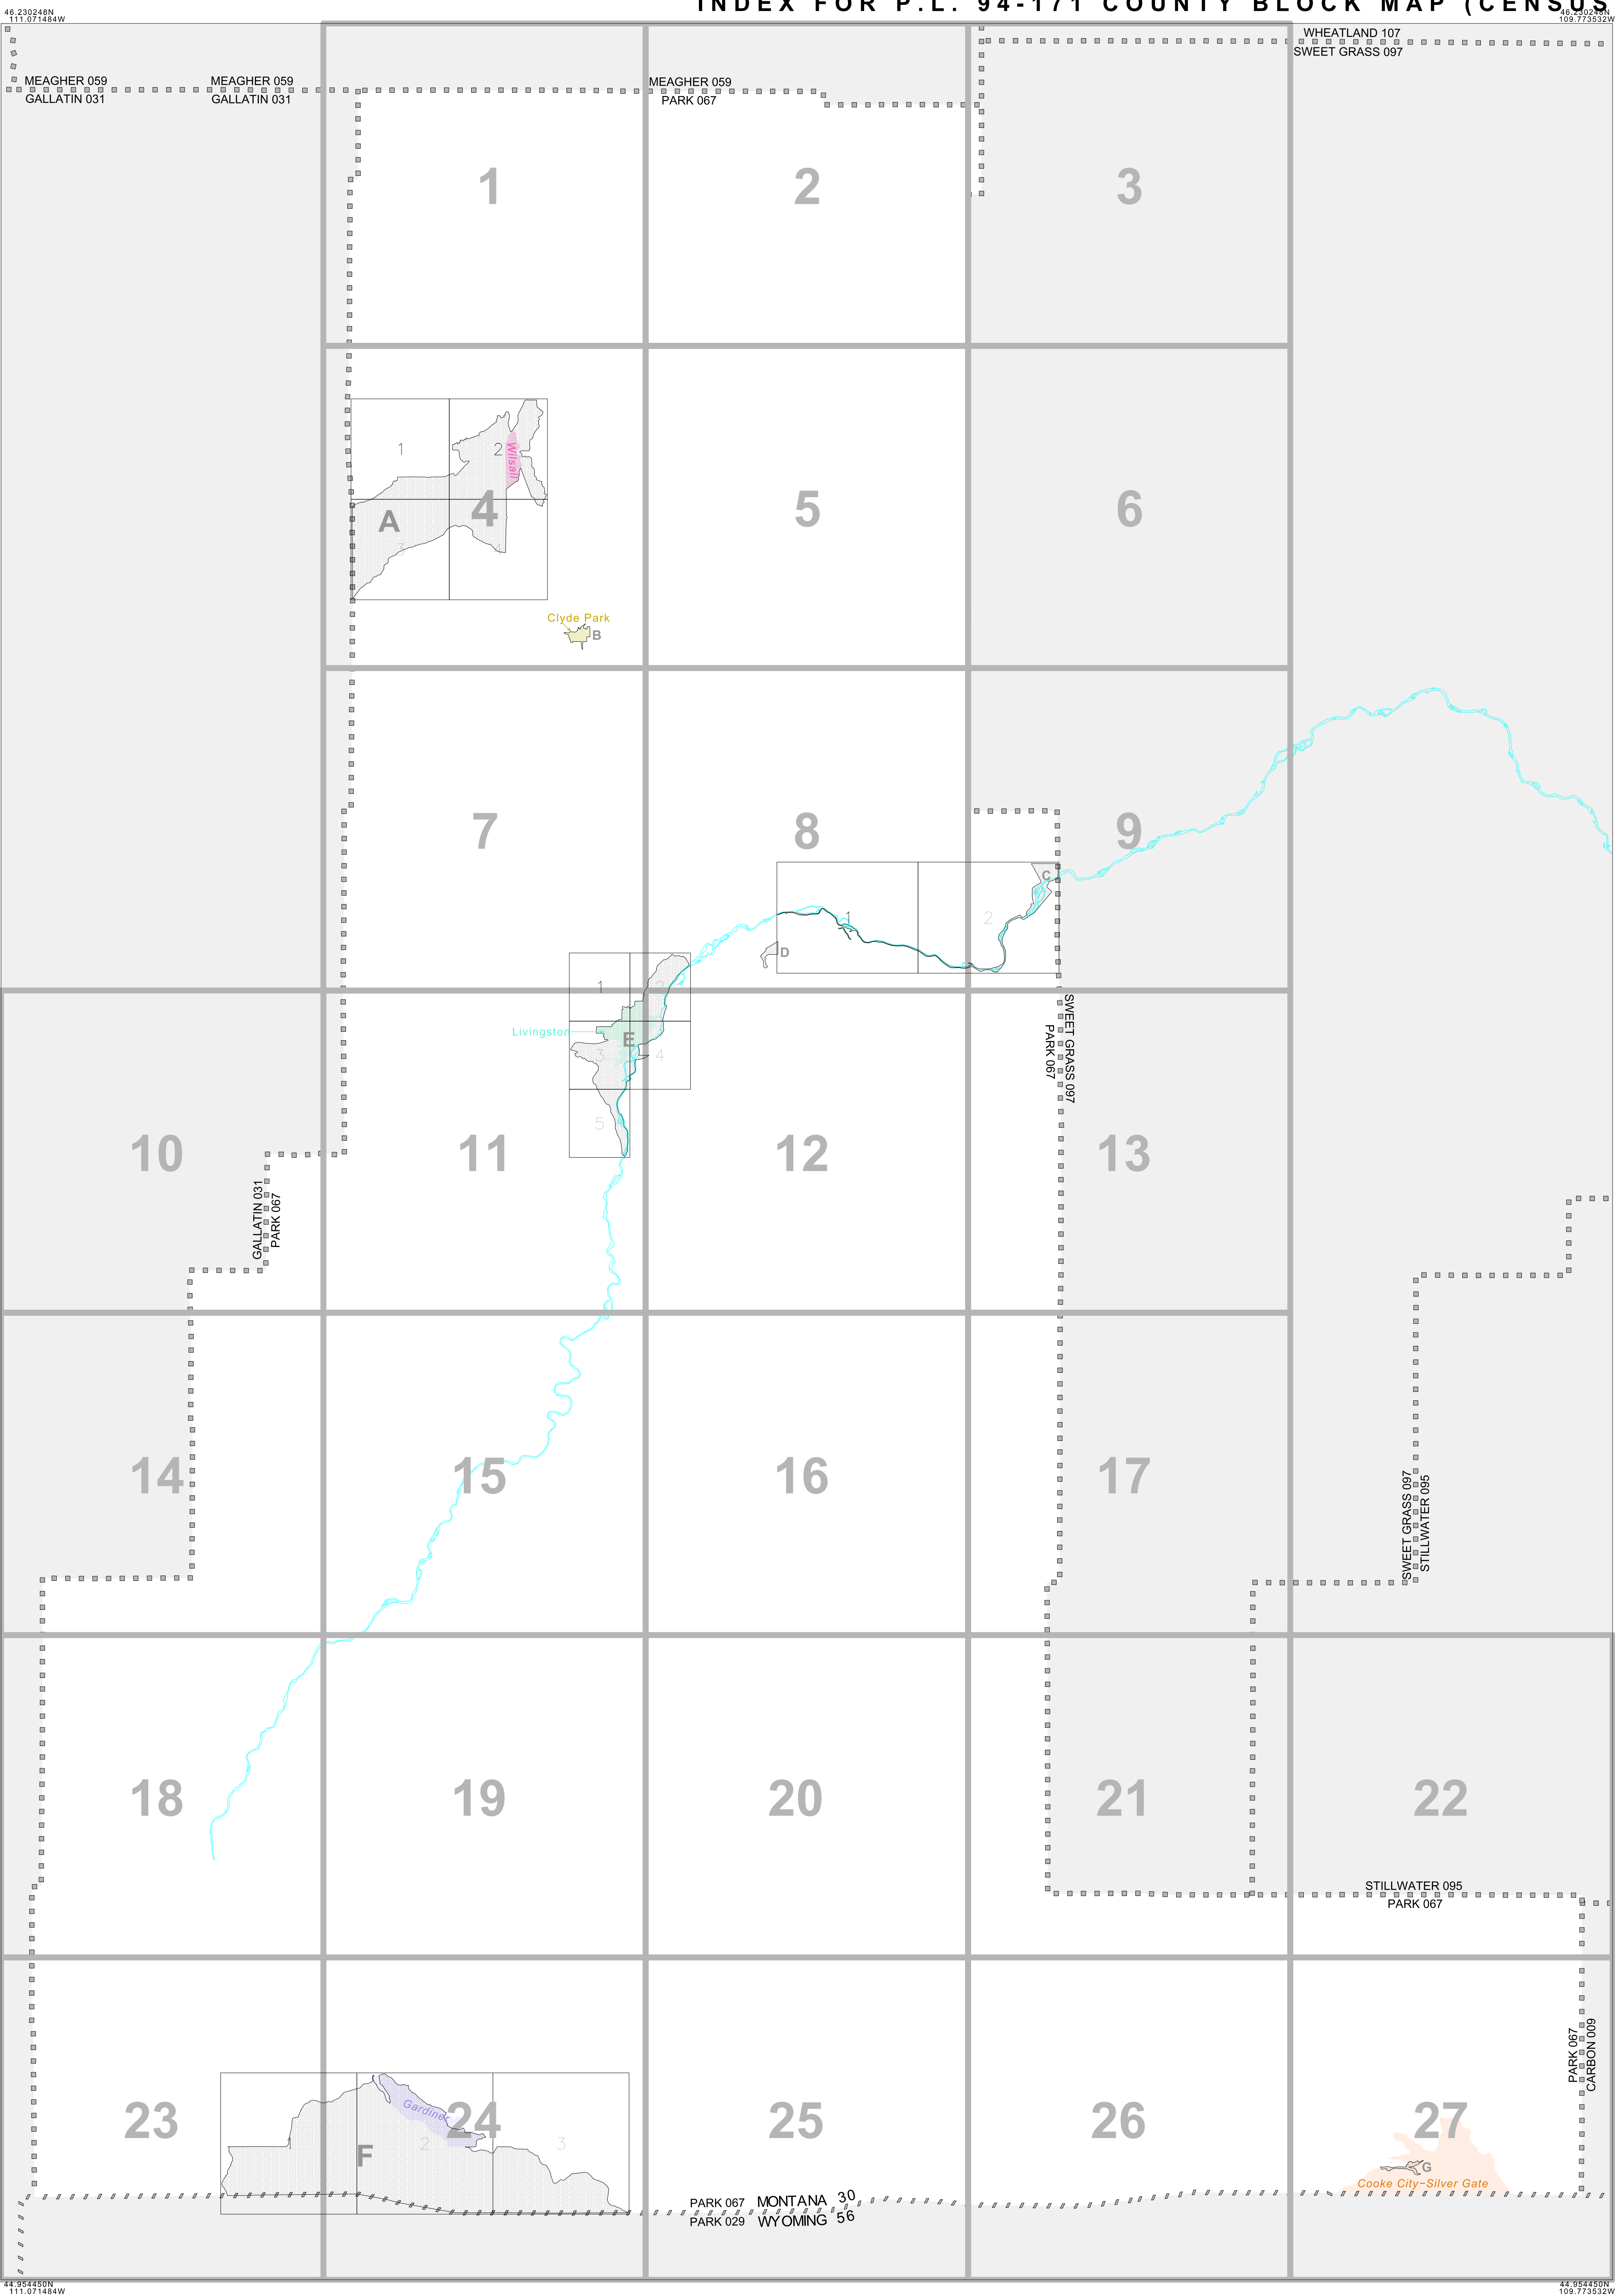 INDEX FOR P.L. 94-171 COUNTY BLOCK MAP (CENSUS
46.230248N
111.071484W
46.230248N
109.773532W
WHEATLAND 107
SWEET GRASS 097
MEAGHER 059
GALLATIN 031
MEAGHER 059
GALLATIN 031
MEAGHER 059
PARK 067
1
2
3
1
2
Wilsall
A
4
3
4
5
6
Clyde Park
B
7
8
9
C
1
2
D
1
2
Livingston
E
3
4
5
SWEET GRASS 097
PARK 067
10
11
12
13
GALLATIN 031
PARK 067
14
15
16
17
SWEET GRASS 097
STILLWATER 095
18
19
20
21
22
STILLWATER 095
PARK 067
PARK 067
CARBON 009
23
Gardiner
24
F
2
3
25
26
27
G
Cooke City-Silver Gate
PARK 067 MONTANA 30
PARK 029 WYOMING 56
44.954450N
111.071484W
44.954450N
109.773532W